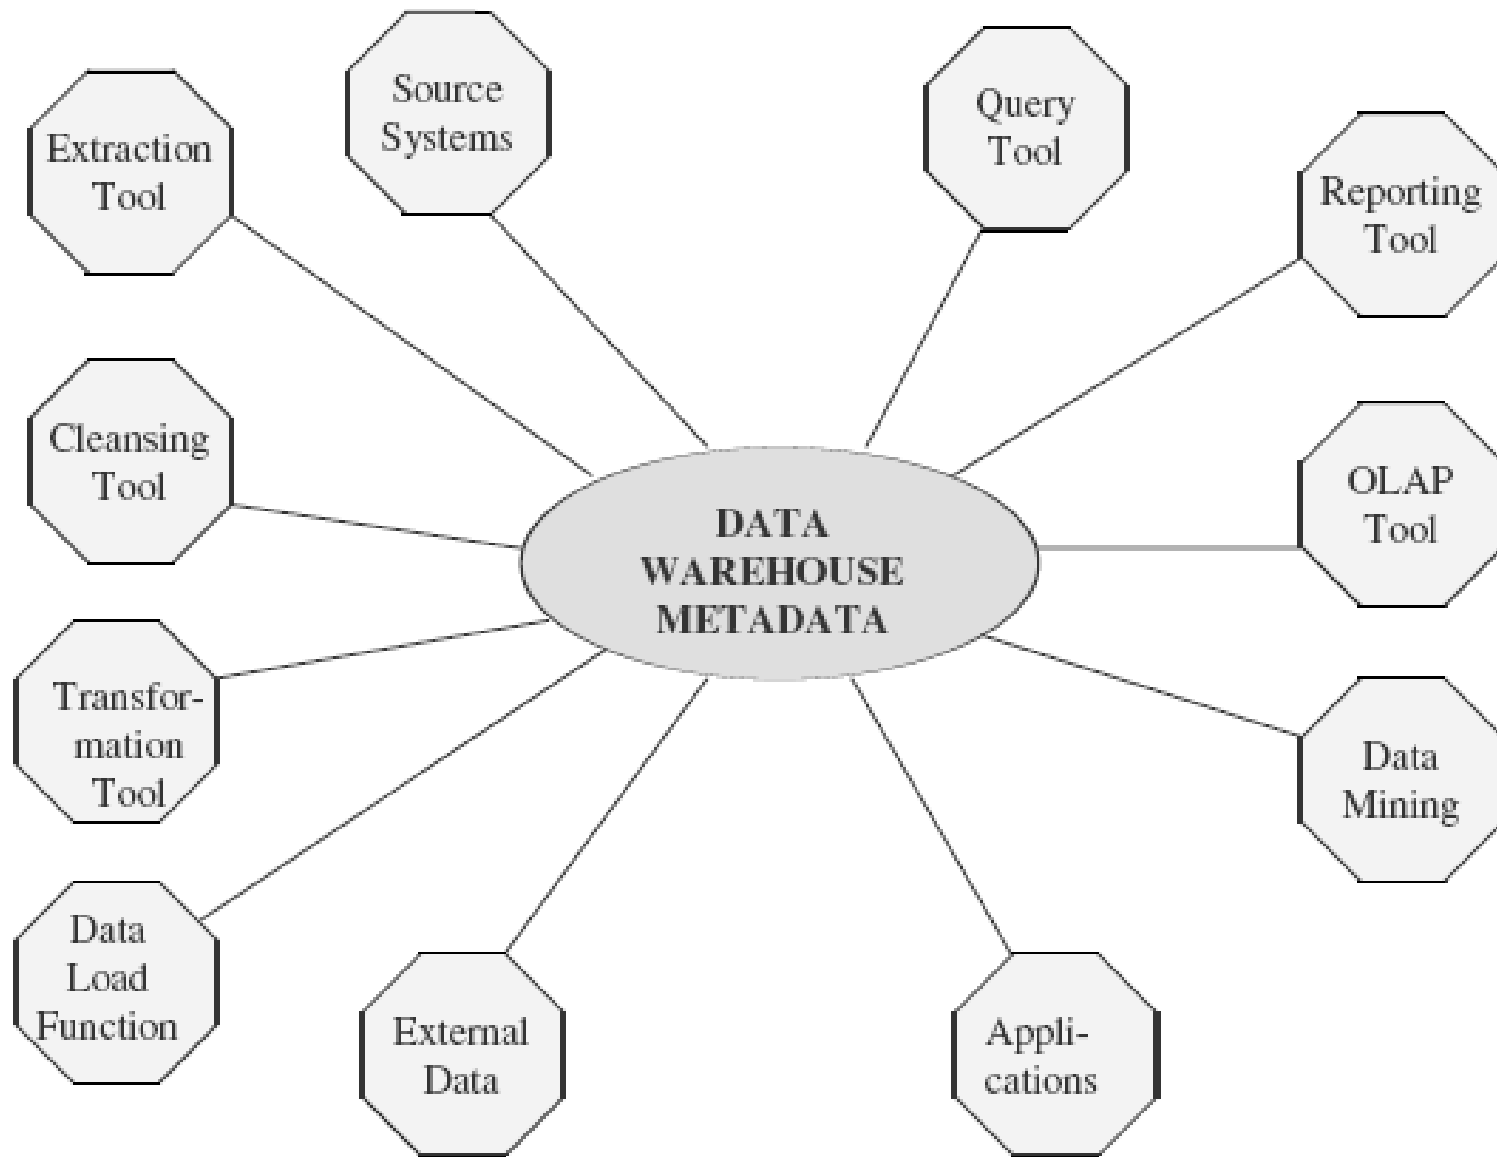 Source
Systems
Query
Tool
Extraction
Tool
Reporting
Tool
Cleansing
Tool
OLAP
Tool
DATA
WAREHOUSE
METADATA
Transfor-
mation
Tool
Data
Mining
Data
Load
Function
External
Data
Appli-
cations